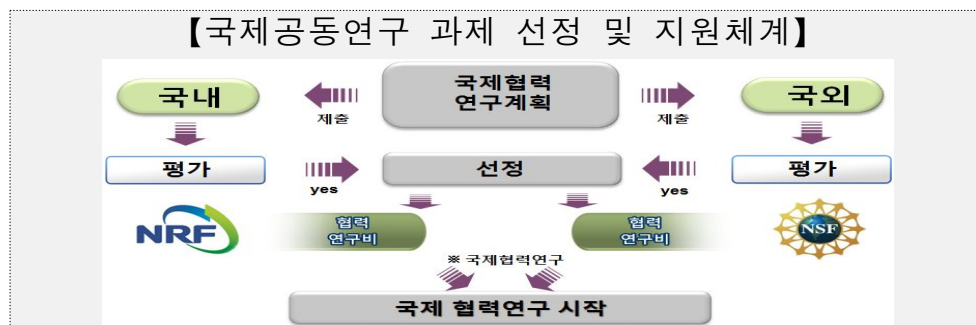 【국제공동연구 과제 선정 및 지원체계】
국내
국제협력
연구계획
국외
제출
제출
평가
선정
평가
yes
yes
NRF
협력
연구비
협력
연구비
NSF
※ 국제협력연구
국제 협력연구 시작